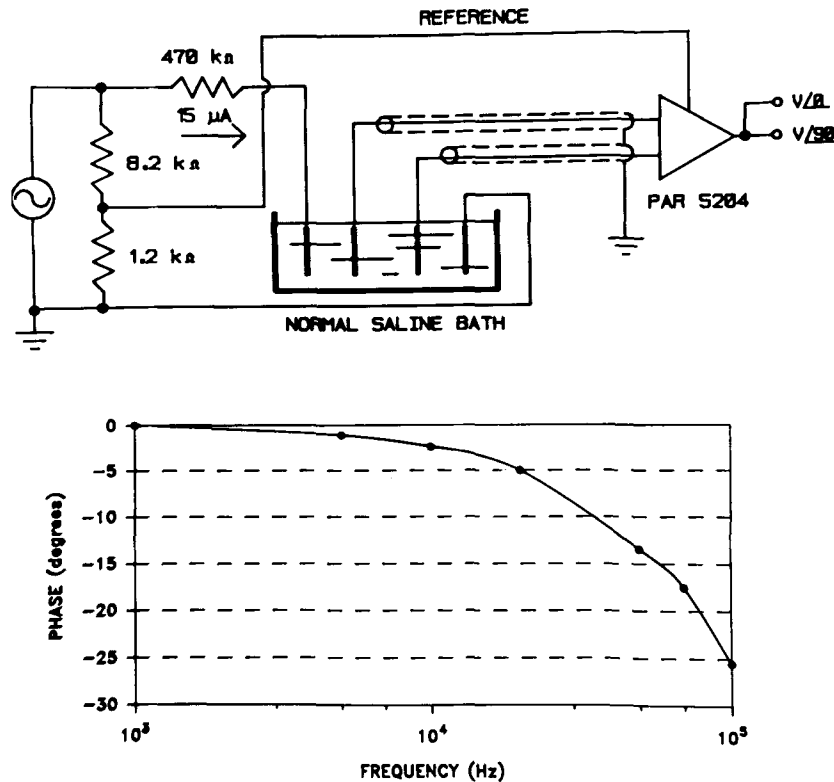 REFERENCE
470 kΩ
15 µA
V/0
V/90
8.2 kΩ
PAR 5204
1.2 kΩ
NORMAL SALINE BATH
PHASE (degrees)
0
-5
-10
-15
-20
-25
-30
10³
10⁴
10⁵
FREQUENCY (Hz)